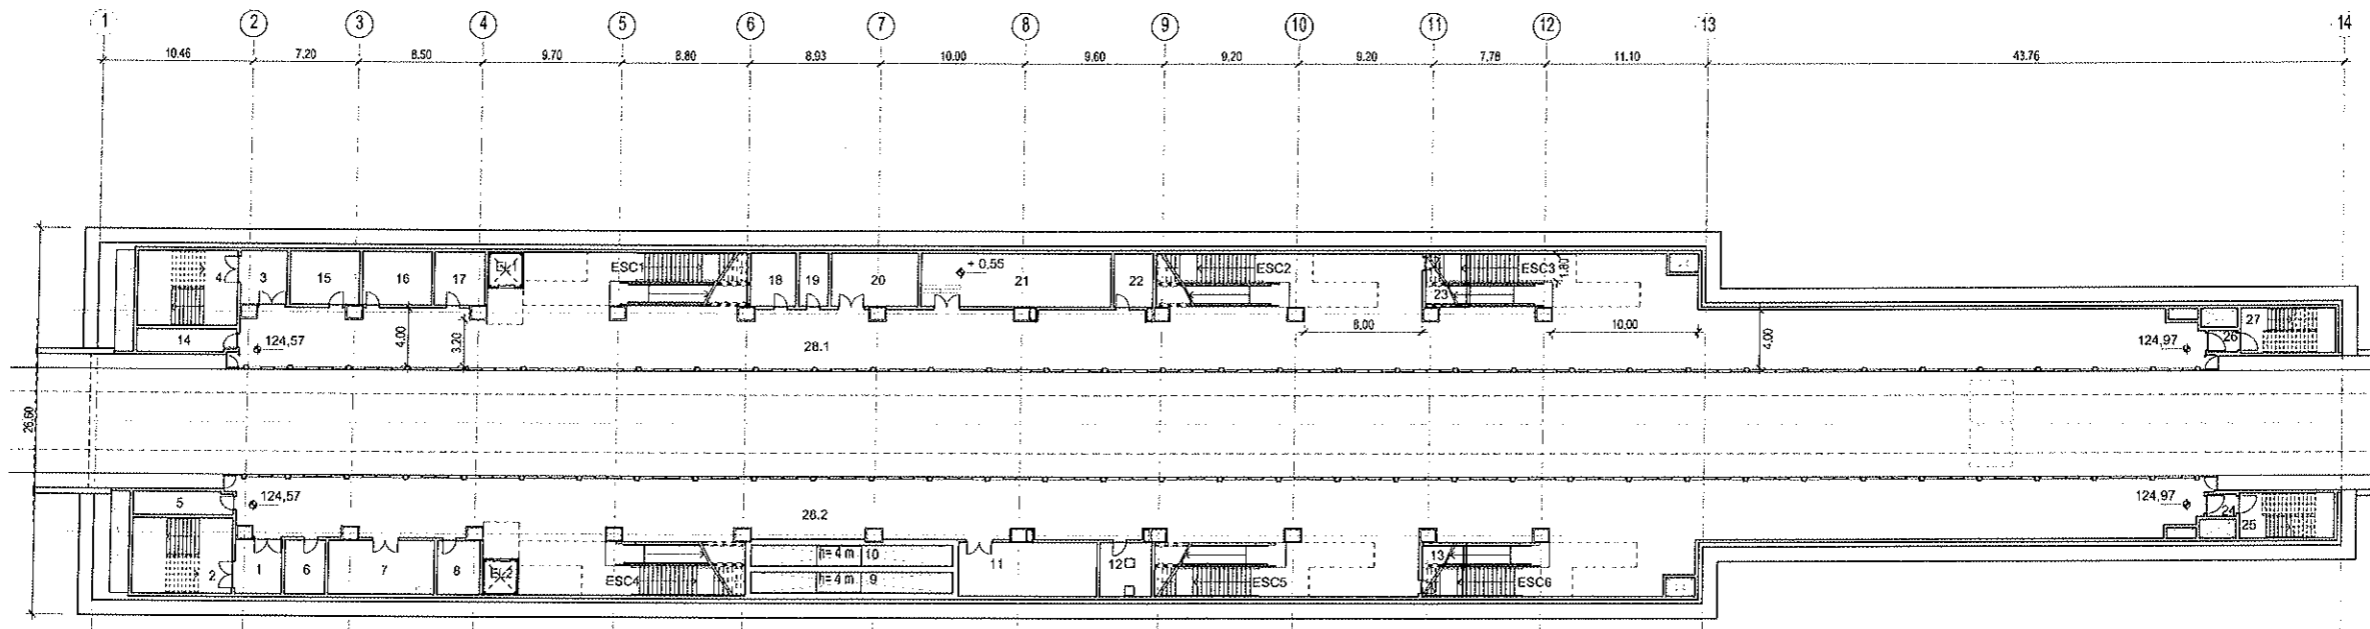 1 2 3 4 5 6 7 8 9 10 11 12 13 14
10.46 7.20 8.50 9.70 8.80 8.93 10.00 9.60 9.20 9.20 7.78 11.10 43.76
4 3 15 16 17 EL1 ESC1 18 19 20 + 0,55 21 22 ESC2 23 ESC3 1.80
14 124,57 4.00 3.20 28.1 8.00 10.00 4.00 124,97 26 27
26.60
5 124,57 28.2 124,97 24 25
2 1 6 7 8 EL2 ESC4 h= 4 m 10 11 12 ESC5 13 ESC6
h= 4 m 9